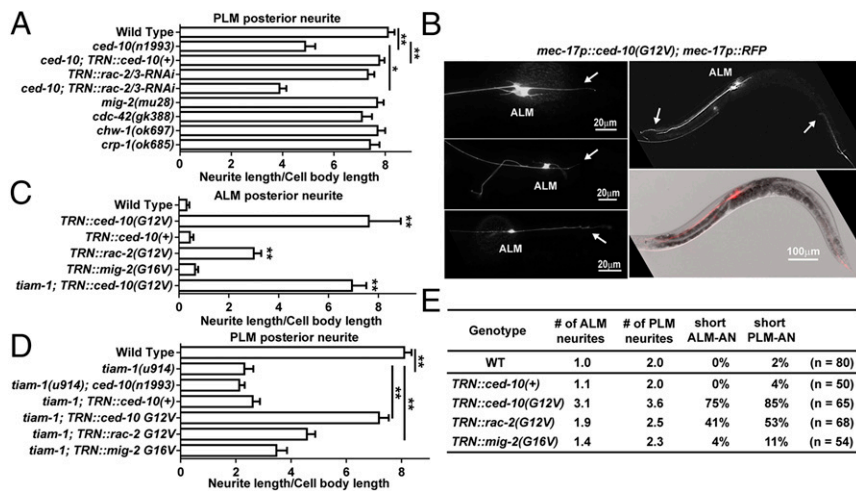 A
PLM posterior neurite
Wild Type
ced-10(n1993)
ced-10; TRN::ced-10(+)
TRN::rac-2/3-RNAi
ced-10; TRN::rac-2/3-RNAi
mig-2(mu28)
cdc-42(gk388)
chw-1(ok697)
crp-1(ok685)
** ** *
0 2 4 6 8
Neurite length/Cell body length
B
mec-17p::ced-10(G12V); mec-17p::RFP
ALM
20μm
ALM
20μm
ALM
20μm
ALM
100μm
C
ALM posterior neurite
Wild Type
TRN::ced-10(G12V) **
TRN::ced-10(+)
TRN::rac-2(G12V) **
TRN::mig-2(G16V)
tiam-1; TRN::ced-10(G12V) **
0 2 4 6 8
Neurite length/Cell body length
D
PLM posterior neurite
Wild Type
tiam-1(u914)
tiam-1(u914); ced-10(n1993)
tiam-1; TRN::ced-10(+)
tiam-1; TRN::ced-10 G12V
tiam-1; TRN::rac-2 G12V
tiam-1; TRN::mig-2 G16V
** ** **
0 2 4 6 8
Neurite length/Cell body length
E
Genotype # of ALM neurites # of PLM neurites short ALM-AN short PLM-AN
WT 1.0 2.0 0% 2% (n = 80)
TRN::ced-10(+) 1.1 2.0 0% 4% (n = 50)
TRN::ced-10(G12V) 3.1 3.6 75% 85% (n = 65)
TRN::rac-2(G12V) 1.9 2.5 41% 53% (n = 68)
TRN::mig-2(G16V) 1.4 2.3 4% 11% (n = 54)